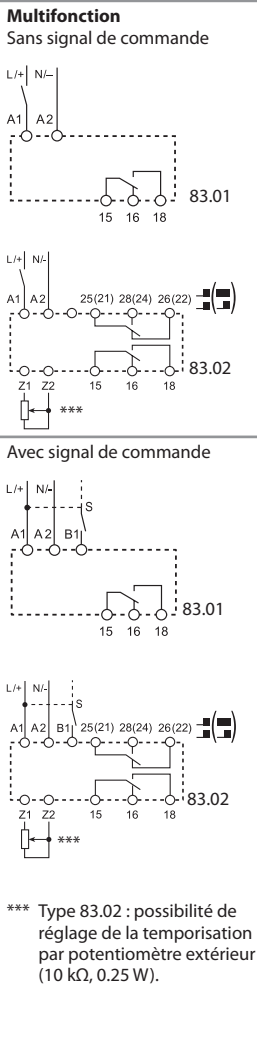 Multifonction
Sans signal de commande
L/+ N/–
A1 A2
83.01
15 16 18
L/+ N/-
A1 A2 25(21) 28(24) 26(22)
83.02
Z1 Z2 15 16 18
***
Avec signal de commande
L/+ N/-
S
A1 A2 B1
83.01
15 16 18
L/+ N/-
S
A1 A2 B1 25(21) 28(24) 26(22)
83.02
Z1 Z2 15 16 18
***
*** Type 83.02 : possibilité de
réglage de la temporisation
par potentiomètre extérieur
(10 kΩ, 0.25 W).